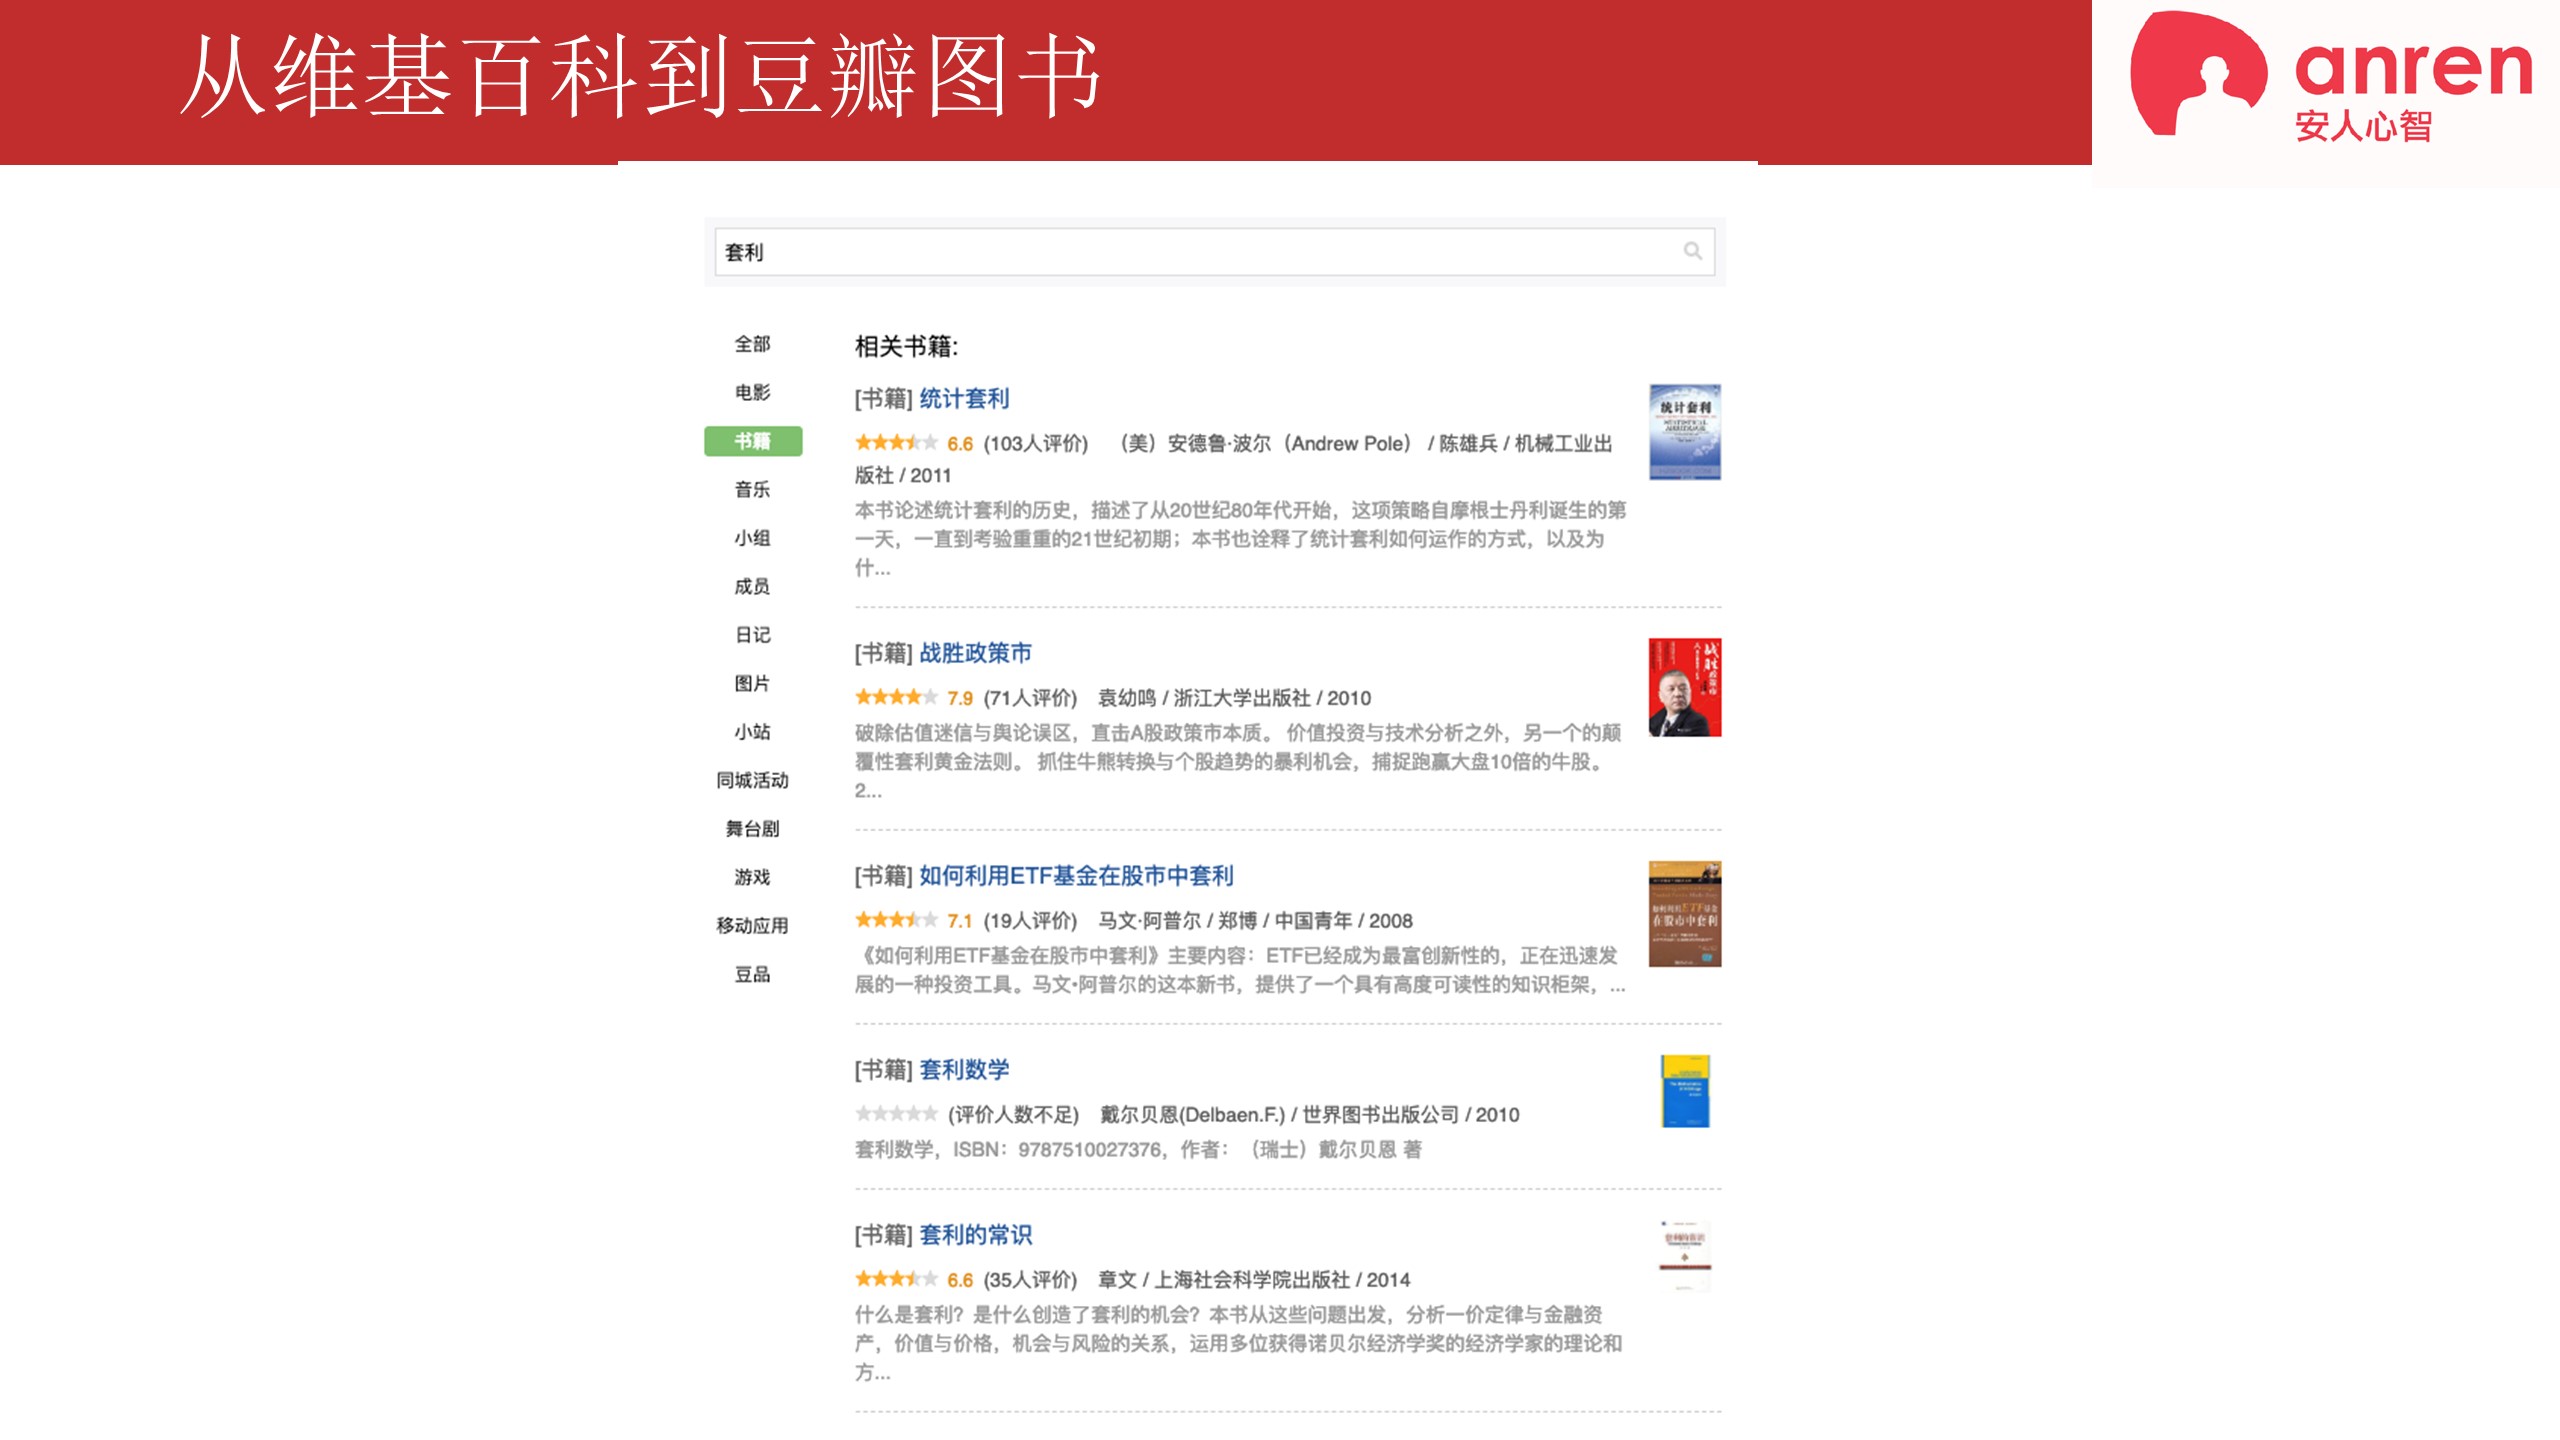 从维基百科到豆瓣图书
anren
安人心智
套利
全部
电影
书籍
音乐
小组
成员
日记
图片
小站
同城活动
舞台剧
游戏
移动应用
豆品
相关书籍:
[书籍] 统计套利
6.6 (103人评价) （美）安德鲁·波尔（Andrew Pole） / 陈雄兵 / 机械工业出
版社 / 2011
本书论述统计套利的历史，描述了从20世纪80年代开始，这项策略自摩根士丹利诞生的第
一天，一直到考验重重的21世纪初期；本书也诠释了统计套利如何运作的方式，以及为
什...
统计套利
[书籍] 战胜政策市
7.9 (71人评价) 袁幼鸣 / 浙江大学出版社 / 2010
破除估值迷信与舆论误区，直击A股政策市本质。 价值投资与技术分析之外，另一个的颠
覆性套利黄金法则。 抓住牛熊转换与个股趋势的暴利机会，捕捉跑赢大盘10倍的牛股。
2...
战胜政策市
[书籍] 如何利用ETF基金在股市中套利
7.1 (19人评价) 马文·阿普尔 / 郑博 / 中国青年 / 2008
《如何利用ETF基金在股市中套利》主要内容：ETF已经成为最富创新性的，正在迅速发
展的一种投资工具。马文•阿普尔的这本新书，提供了一个具有高度可读性的知识柜架，...
如何利用ETF基金
在股市中套利
[书籍] 套利数学
(评价人数不足) 戴尔贝恩(Delbaen.F.) / 世界图书出版公司 / 2010
套利数学，ISBN：9787510027376，作者：（瑞士）戴尔贝恩 著
[书籍] 套利的常识
6.6 (35人评价) 章文 / 上海社会科学院出版社 / 2014
什么是套利？是什么创造了套利的机会？本书从这些问题出发，分析一价定律与金融资
产，价值与价格，机会与风险的关系，运用多位获得诺贝尔经济学奖的经济学家的理论和
方...
套利的常识